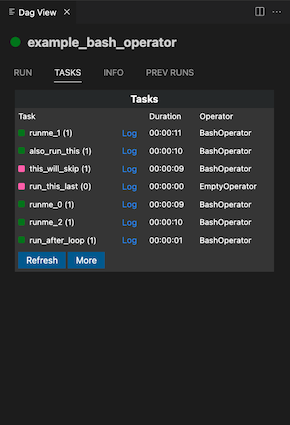 Dag View
example_bash_operator
RUN TASKS INFO PREV RUNS
Tasks
Task Duration Operator
runme_1 (1) Log 00:00:11 BashOperator
also_run_this (1) Log 00:00:10 BashOperator
this_will_skip (1) Log 00:00:09 BashOperator
run_this_last (0) Log 00:00:00 EmptyOperator
runme_0 (1) Log 00:00:09 BashOperator
runme_2 (1) Log 00:00:10 BashOperator
run_after_loop (1) Log 00:00:01 BashOperator
Refresh More